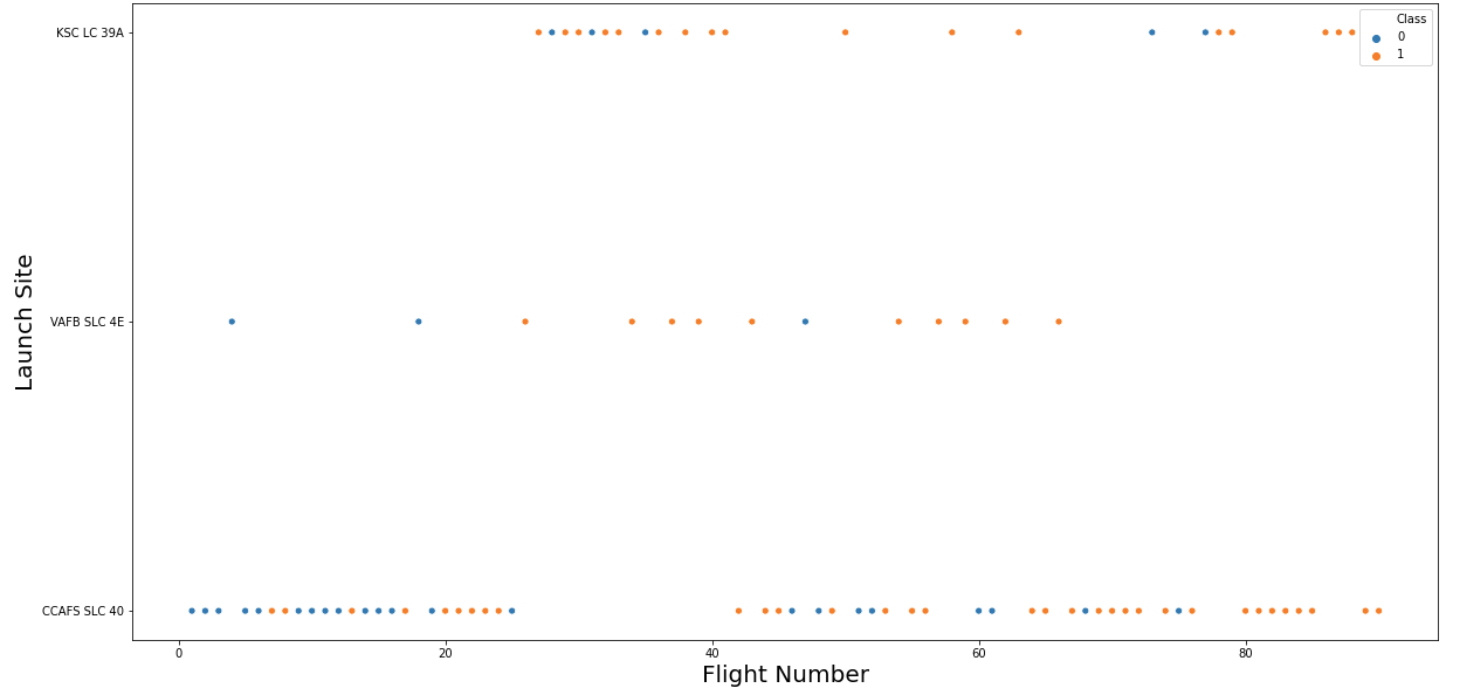 KSC LC 39A
Class
0
1
VAFB SLC 4E
Launch Site
CCAFS SLC 40
0 20 40 60 80
Flight Number